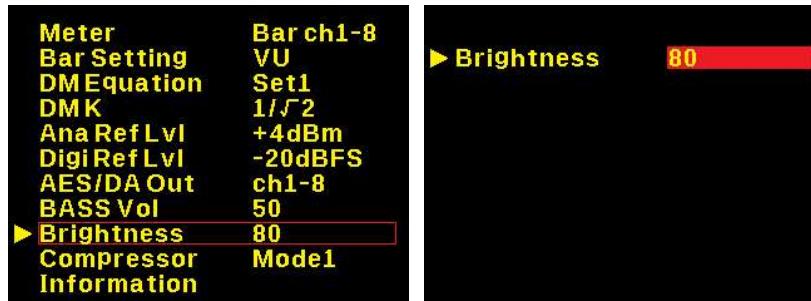 Meter Bar ch1-8
Bar Setting VU
DM Equation Set1
DM K 1/√2
Ana Ref Lvl +4dBm
Digi Ref Lvl -20dBFS
AES/DA Out ch1-8
BASS Vol 50
Brightness 80
Compressor Mode1
Information
Brightness 80